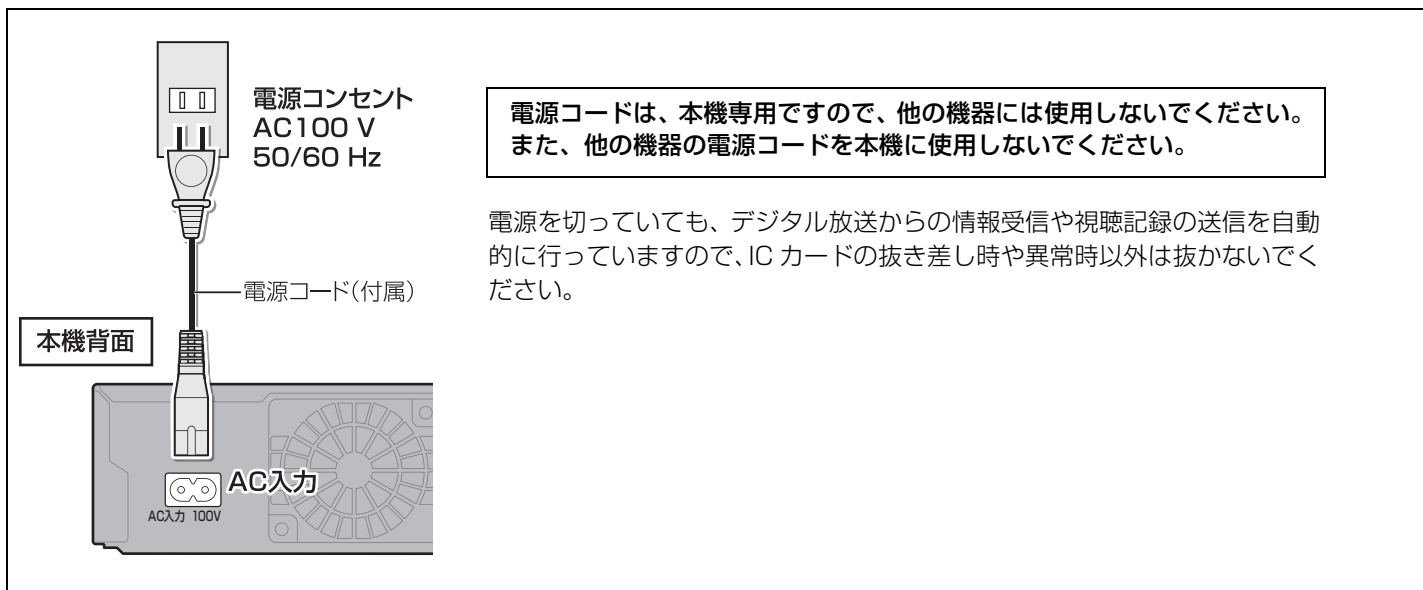 電源コンセント
AC100 V
50/60 Hz
電源コード(付属)
本機背面
AC入力
AC入力 100V
電源コードは、本機専用ですので、他の機器には使用しないでください。
また、他の機器の電源コードを本機に使用しないでください。
電源を切っていても、デジタル放送からの情報受信や視聴記録の送信を自動
的に行っていますので、IC カードの抜き差し時や異常時以外は抜かないでく
ださい。